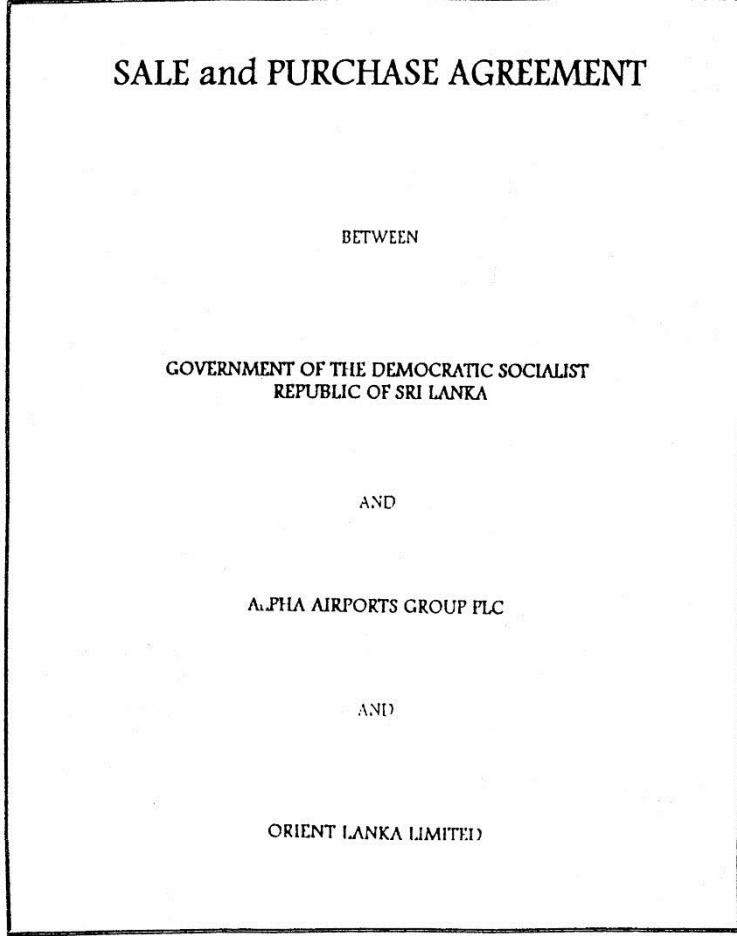 SALE and PURCHASE AGREEMENT
BETWEEN
GOVERNMENT OF THE DEMOCRATIC SOCIALIST
REPUBLIC OF SRI LANKA
AND
ALPHA AIRPORTS GROUP PLC
AND
ORIENT LANKA LIMITED